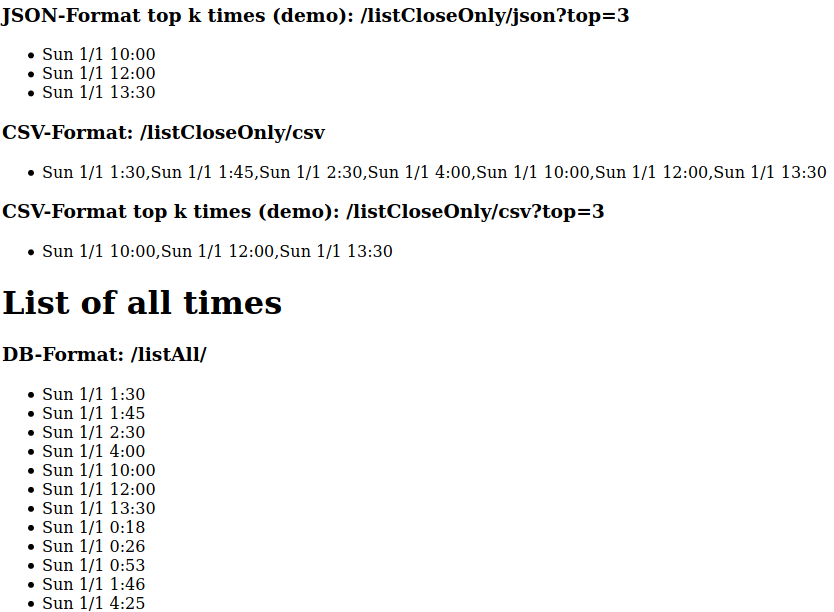 JSON-Format top k times (demo): /listCloseOnly/json?top=3
Sun 1/1 10:00
Sun 1/1 12:00
Sun 1/1 13:30
CSV-Format: /listCloseOnly/csv
Sun 1/1 1:30,Sun 1/1 1:45,Sun 1/1 2:30,Sun 1/1 4:00,Sun 1/1 10:00,Sun 1/1 12:00,Sun 1/1 13:30
CSV-Format top k times (demo): /listCloseOnly/csv?top=3
Sun 1/1 10:00,Sun 1/1 12:00,Sun 1/1 13:30
List of all times
DB-Format: /listAll/
Sun 1/1 1:30
Sun 1/1 1:45
Sun 1/1 2:30
Sun 1/1 4:00
Sun 1/1 10:00
Sun 1/1 12:00
Sun 1/1 13:30
Sun 1/1 0:18
Sun 1/1 0:26
Sun 1/1 0:53
Sun 1/1 1:46
Sun 1/1 4:25